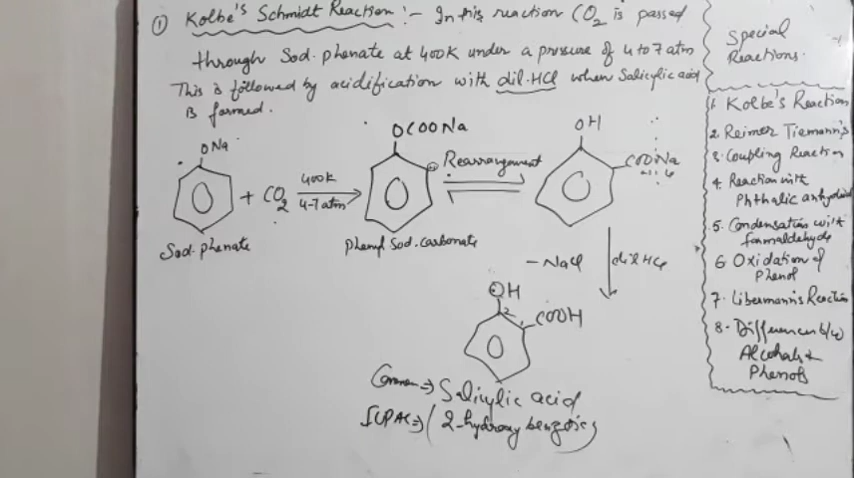 ① Kolbe's Schmidt Reaction :- In this reaction CO2 is passed
through Sod. phenate at 400K under a pressure of 4 to 7 atm
This is followed by acidification with dil. HCl when Salicylic acid
is formed.
ONa
+ CO2
400K
4-7atm
Sod. phenate
OCOONa
Phenyl Sod. carbonate
Rearrangement
OH
COONa
- NaCl
dil HCl
OH
2
COOH
Common => Salicylic acid
IUPAC => (2-hydroxy benzoic)
Special
Reactions.
1. Kolbe's Reaction
2. Reimer Tiemann's
3. Coupling Reaction
4. Reaction with
Phthalic anhydride
5. Condensation with
formaldehyde
6 Oxidation of
Phenol
7. Libermann's Reaction
8- Differences b/w
Alcohols &
Phenols